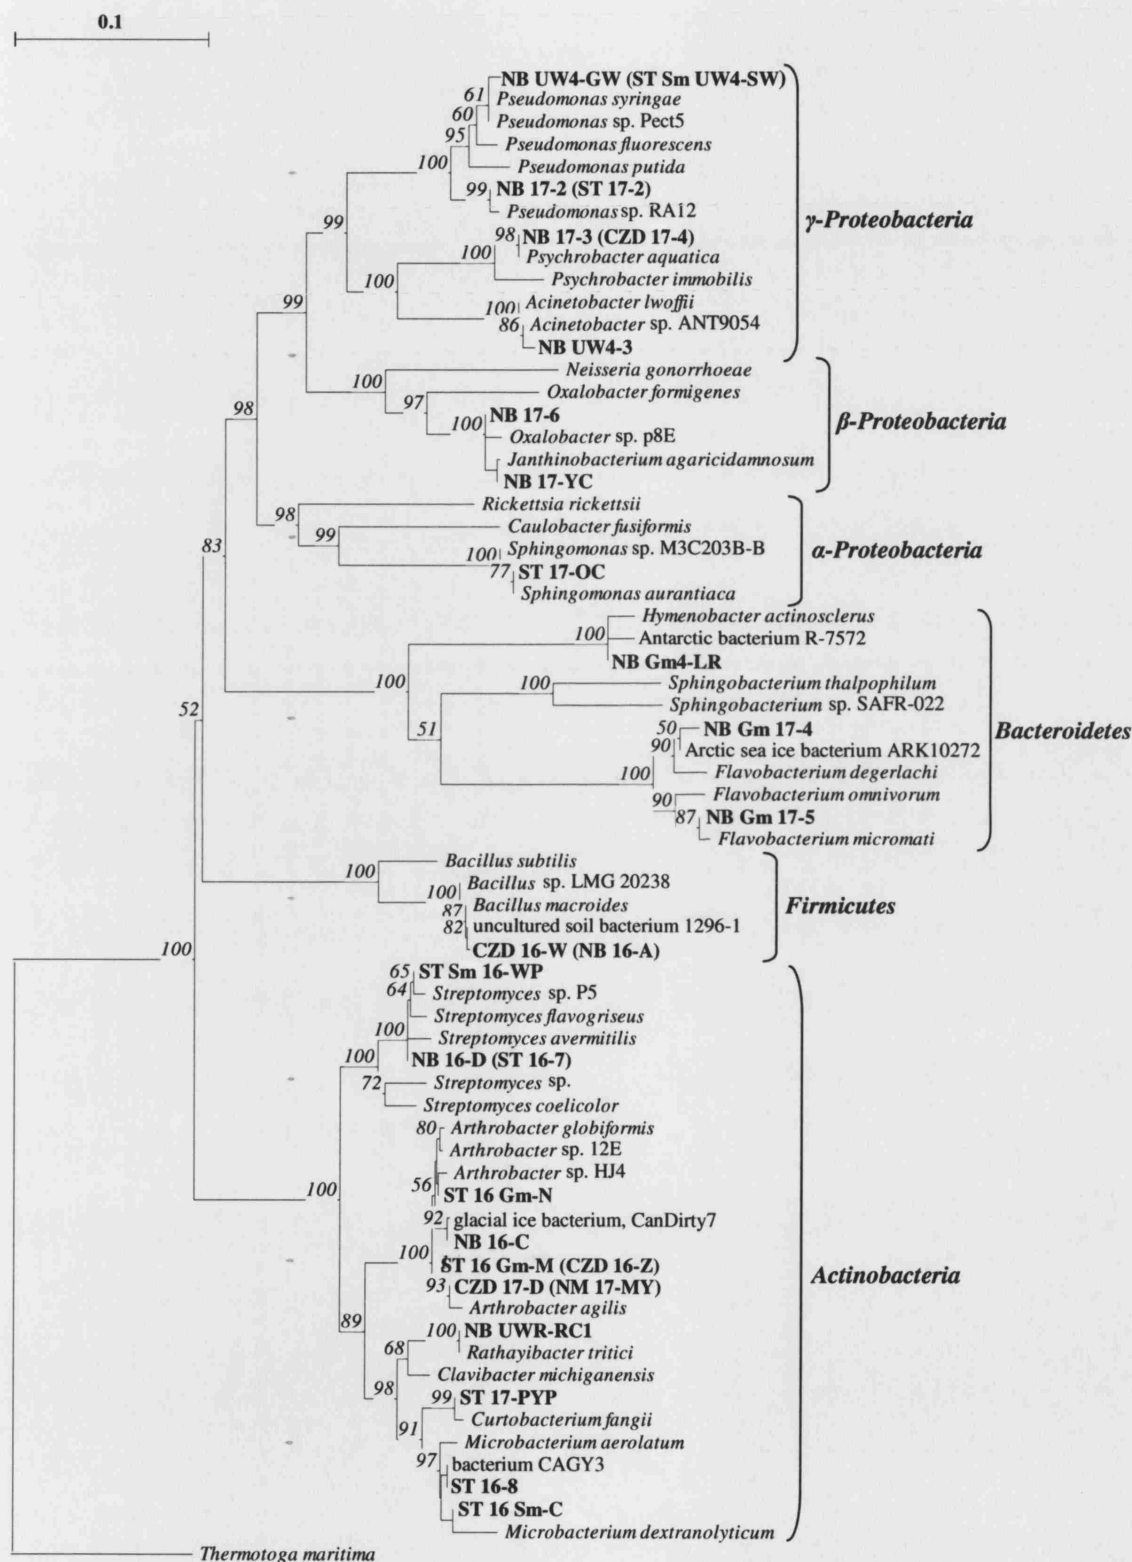 0.1
NB UW4-GW (ST Sm UW4-SW)
61
Pseudomonas syringae
60
Pseudomonas sp. Pect5
95
Pseudomonas fluorescens
100
Pseudomonas putida
99
NB 17-2 (ST 17-2)
Pseudomonas sp. RA12
γ-Proteobacteria
99
98
NB 17-3 (CZD 17-4)
100
Psychrobacter aquatica
100
Psychrobacter immobilis
99
100
Acinetobacter lwoffii
86
Acinetobacter sp. ANT9054
NB UW4-3
100
Neisseria gonorrhoeae
97
Oxalobacter formigenes
98
100
NB 17-6
β-Proteobacteria
Oxalobacter sp. p8E
Janthinobacterium agaricidamnosum
NB 17-YC
98
Rickettsia rickettsii
99
Caulobacter fusiformis
83
100
Sphingomonas sp. M3C203B-B
α-Proteobacteria
77
ST 17-OC
Sphingomonas aurantiaca
Hymenobacter actinosclerus
100
Antarctic bacterium R-7572
NB Gm4-LR
100
100
Sphingobacterium thalpophilum
52
Sphingobacterium sp. SAFR-022
51
50
NB Gm 17-4
Bacteroidetes
90
Arctic sea ice bacterium ARK10272
100
Flavobacterium degerlachi
90
Flavobacterium omnivorum
87
NB Gm 17-5
Flavobacterium micromati
100
Bacillus subtilis
100
Bacillus sp. LMG 20238
87
Bacillus macroides
Firmicutes
82
uncultured soil bacterium 1296-1
100
CZD 16-W (NB 16-A)
65
ST Sm 16-WP
64
Streptomyces sp. P5
Streptomyces flavogriseus
100
Streptomyces avermitilis
100
NB 16-D (ST 16-7)
72
Streptomyces sp.
Streptomyces coelicolor
80
Arthrobacter globiformis
Arthrobacter sp. 12E
Arthrobacter sp. HJ4
100
56
ST 16 Gm-N
92
glacial ice bacterium, CanDirty7
NB 16-C
100
ST 16 Gm-M (CZD 16-Z)
Actinobacteria
93
CZD 17-D (NM 17-MY)
Arthrobacter agilis
89
100
NB UWR-RC1
68
Rathayibacter tritici
Clavibacter michiganensis
98
99
ST 17-PYP
91
Curtobacterium fangii
Microbacterium aerolatum
97
bacterium CAGY3
ST 16-8
ST 16 Sm-C
Microbacterium dextranolyticum
Thermotoga maritima